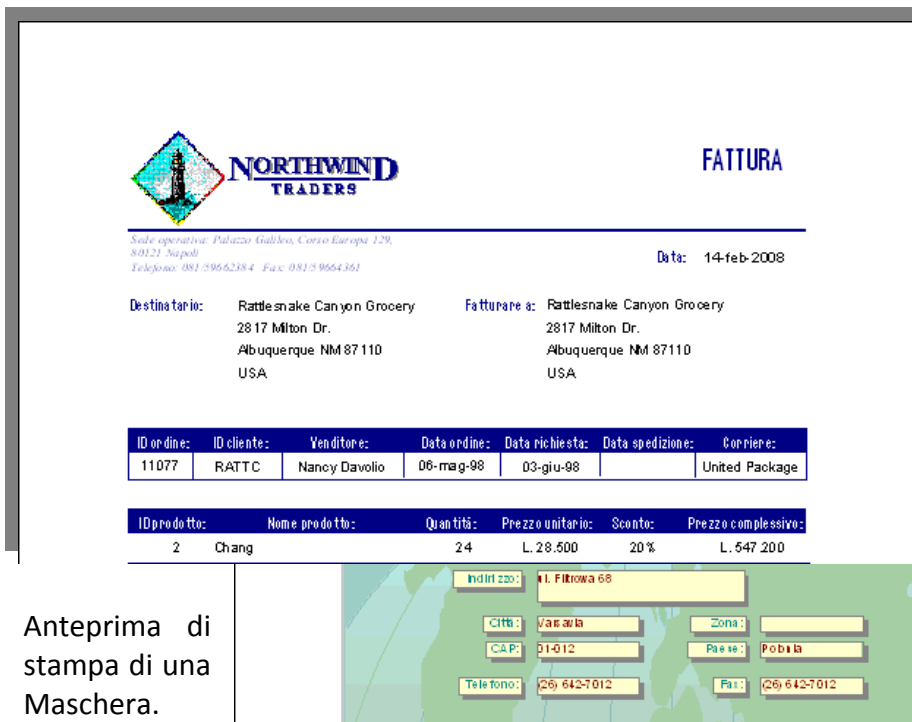 NORTHWIND
TRADERS
FATTURA
Sede operativa: Palazzo Galileo, Corso Europa 129,
80121 Napoli
Telefono: 081/59662384 Fax: 081/59664361
Data: 14-feb-2008
Destinatario: Rattlesnake Canyon Grocery Fatturare a: Rattlesnake Canyon Grocery
2817 Milton Dr. 2817 Milton Dr.
Albuquerque NM 87110 Albuquerque NM 87110
USA USA
ID ordine: ID cliente: Venditore: Data ordine: Data richiesta: Data spedizione: Corriere:
11077 RATTC Nancy Davolio 06-mag-98 03-giu-98 United Package
ID prodotto: Nome prodotto: Quantità: Prezzo unitario: Sconto: Prezzo complessivo:
2 Chang 24 L. 28.500 20% L. 547.200
Indirizzo: ul. Filtrowa 68
Città: Varsavia Zona:
CAP: 01-012 Paese: Polonia
Telefono: (26) 642-7012 Fax: (26) 642-7012
Anteprima di
stampa di una
Maschera.